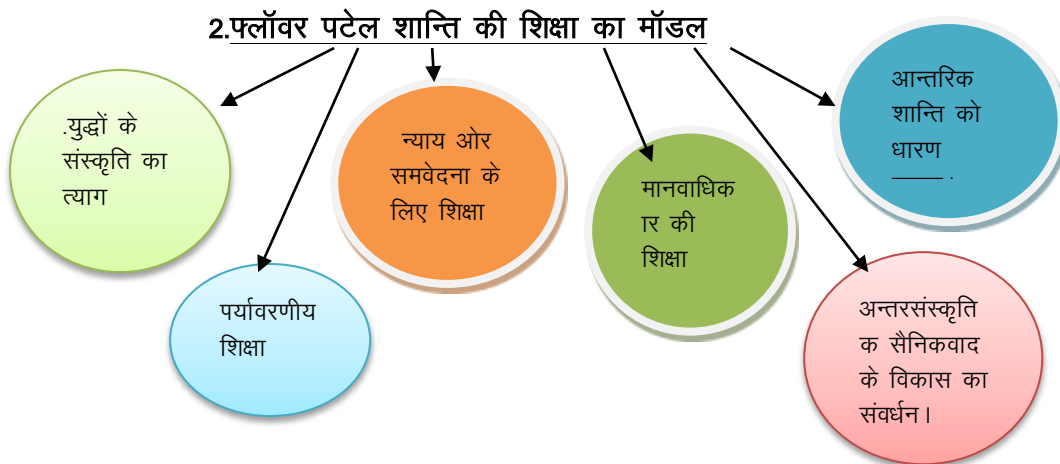 2.फ्लॉवर पटेल शान्ति की शिक्षा का मॉडल
.युद्धों के
संस्कृति का
त्याग
पर्यावरणीय
शिक्षा
न्याय ओर
समवेदना के
लिए शिक्षा
मानवाधिक
ार की
शिक्षा
आन्तरिक
शान्ति को
धारण
अन्तरसंस्कृति
क सैनिकवाद
के विकास का
संवर्धन।